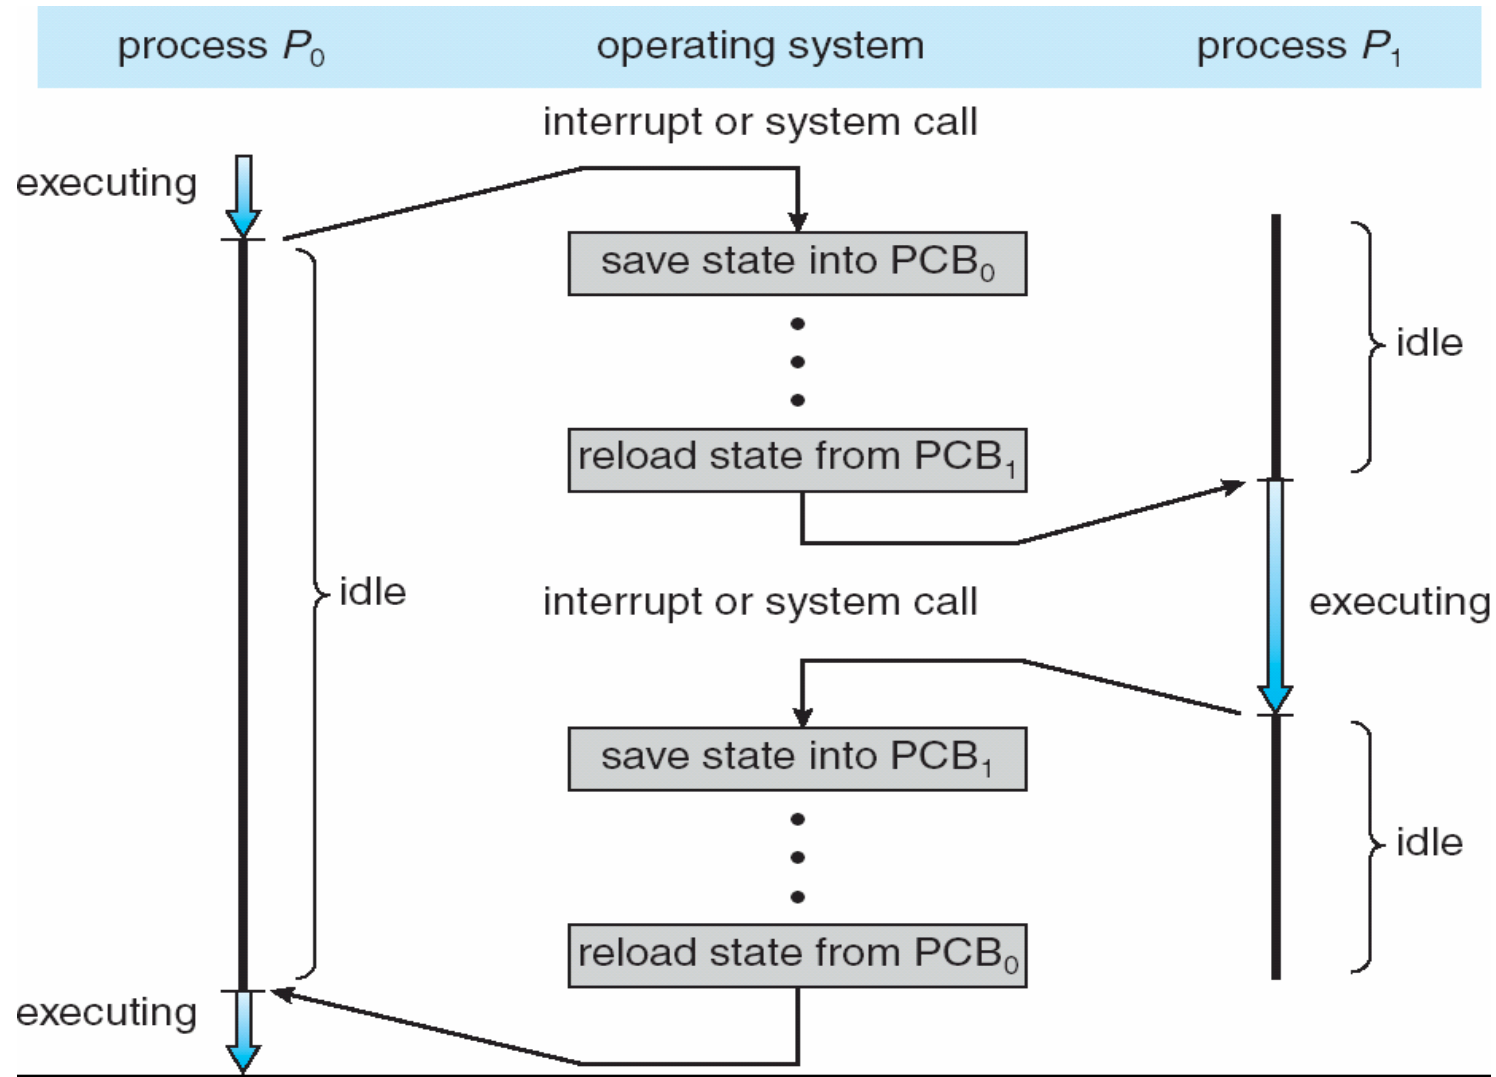 process P₀ operating system process P₁
interrupt or system call
executing
save state into PCB₀
idle
reload state from PCB₁
idle
interrupt or system call
executing
save state into PCB₁
idle
reload state from PCB₀
executing